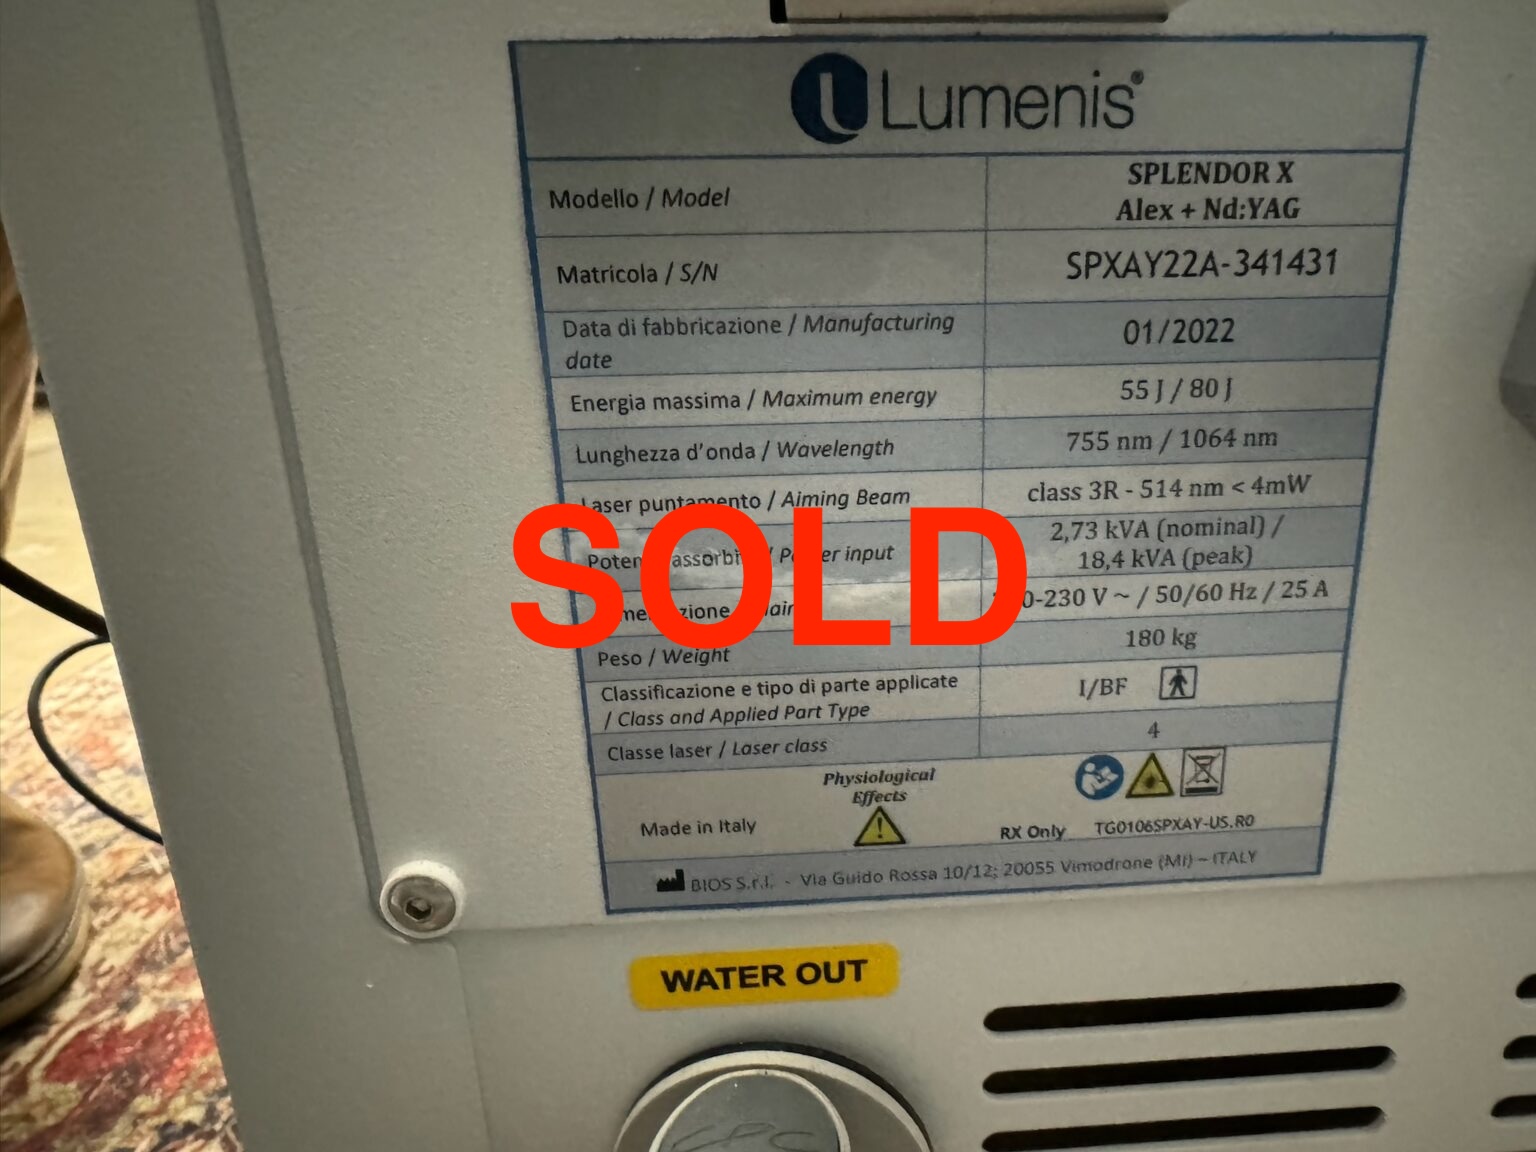 Lumenis®
Modello / Model
SPLENDOR X
Alex + Nd:YAG
Matricola / S/N
SPXAY22A-341431
Data di fabbricazione / Manufacturing
date
01/2022
Energia massima / Maximum energy
55 J / 80 J
Lunghezza d'onda / Wavelength
755 nm / 1064 nm
Laser puntamento / Aiming Beam
class 3R - 514 nm < 4mW
input
2,73 kVA (nominal) /
18,4 kVA (peak)
V ~ / 50/60 Hz / 25 A
SOLD
Peso / Weight
180 kg
Classificazione e tipo di parte applicate
/ Class and Applied Part Type
I/BF
Classe laser / Laser class
4
Physiological
Effects
Made in Italy
RX Only TG0106SPXAY-US.R0
BIOS S.r.l. - Via Guido Rossa 10/12; 20055 Vimodrone (MI) – ITALY
WATER OUT